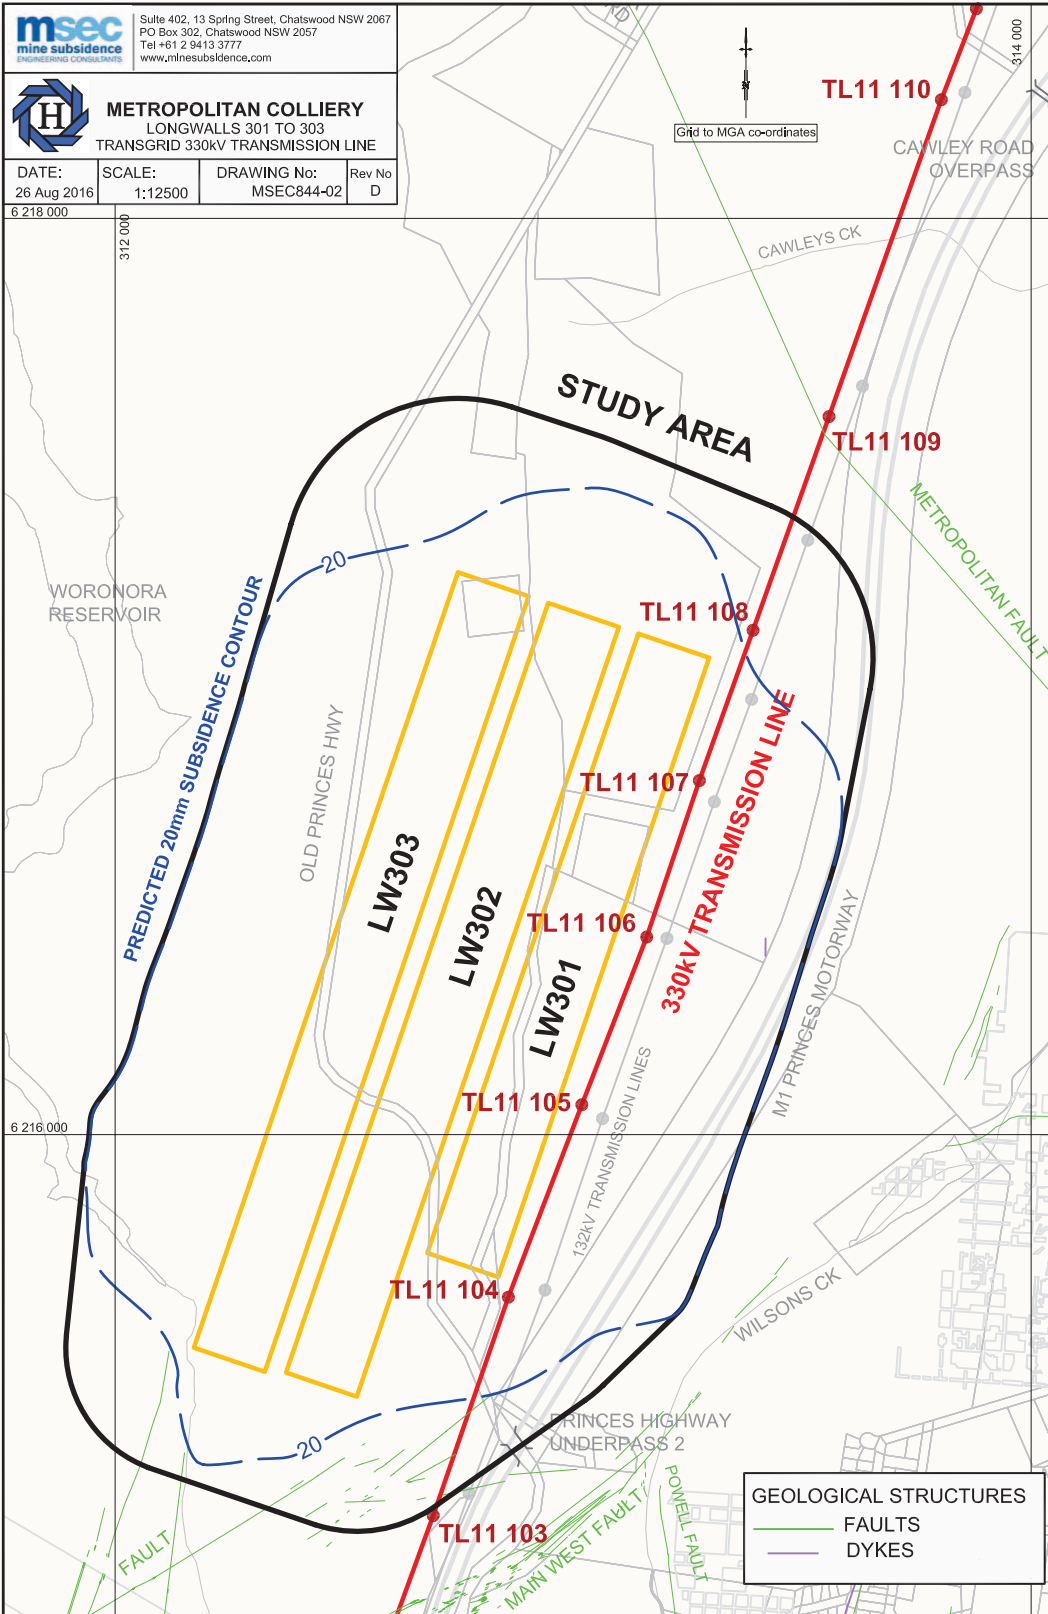 msec
mine subsidence
ENGINEERING CONSULTANTS
Suite 402, 13 Spring Street, Chatswood NSW 2067
PO Box 302, Chatswood NSW 2057
Tel +61 2 9413 3777
www.minesubsidence.com
H
METROPOLITAN COLLIERY
LONGWALLS 301 TO 303
TRANSGRID 330kV TRANSMISSION LINE
DATE:
26 Aug 2016
SCALE:
1:12500
DRAWING No:
MSEC844-02
Rev No
D
RD
N
Grid to MGA co-ordinates
314 000
TL11 110
CAWLEY ROAD
OVERPASS
6 218 000
312 000
CAWLEYS CK
STUDY AREA
TL11 109
METROPOLITAN FAULT
20
WORONORA
RESERVOIR
PREDICTED 20mm SUBSIDENCE CONTOUR
TL11 108
OLD PRINCES HWY
330kV TRANSMISSION LINE
TL11 107
LW303
LW302
LW301
TL11 106
M1 PRINCES MOTORWAY
TL11 105
6 216 000
132kV TRANSMISSION LINES
TL11 104
WILSONS CK
20
PRINCES HIGHWAY
UNDERPASS 2
TL11 103
FAULT
MAIN WEST FAULT
POWELL FAULT
GEOLOGICAL STRUCTURES
FAULTS
DYKES